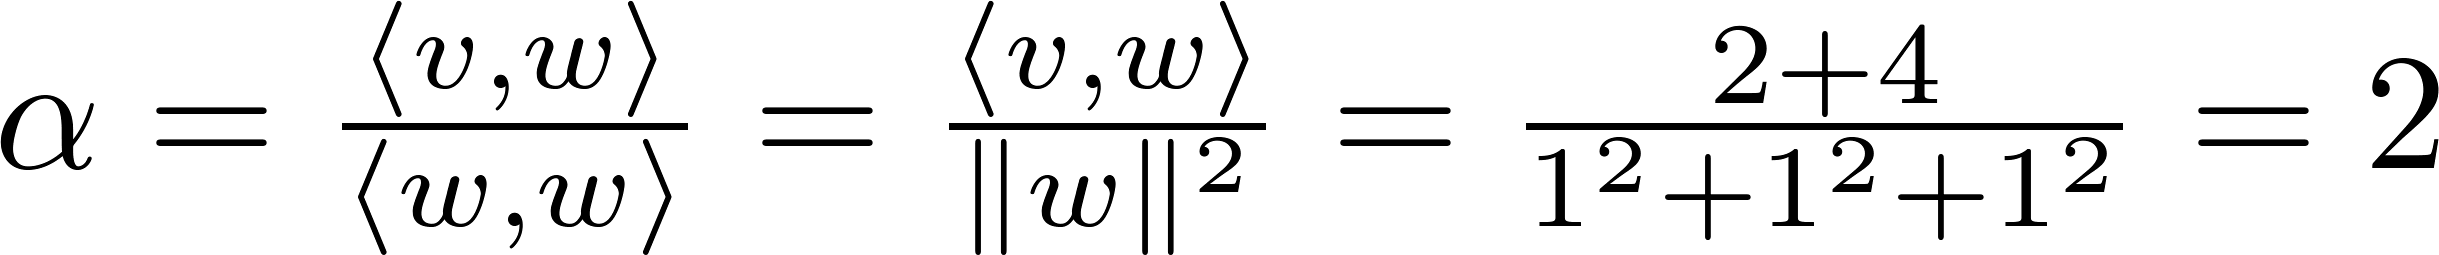 α = ⟨v,w⟩/⟨w,w⟩ = ⟨v,w⟩/‖w‖² = (2+4)/(1²+1²+1²) = 2